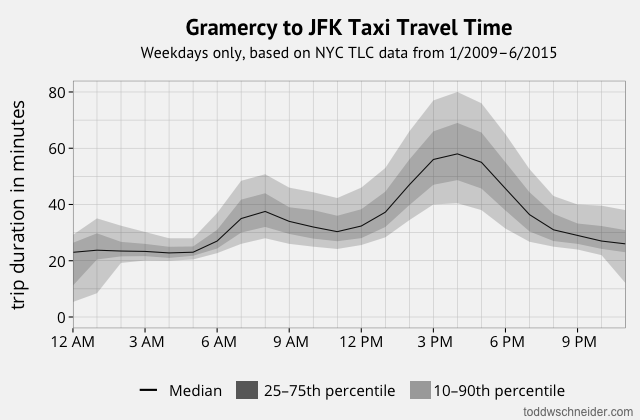 Gramercy to JFK Taxi Travel Time
Weekdays only, based on NYC TLC data from 1/2009–6/2015
trip duration in minutes
80
60
40
20
0
12 AM 3 AM 6 AM 9 AM 12 PM 3 PM 6 PM 9 PM
Median 25–75th percentile 10–90th percentile
toddwschneider.com